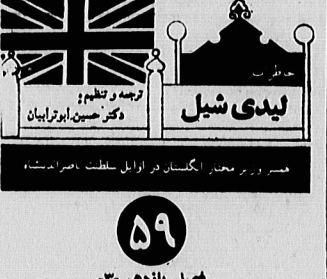 خاطرات
ترجمه و تنظیم:
دکتر حسین ابوترابیان
لیدی شیل
همسر وزیر مختار انگلستان در اوایل سلطنت ناصرالدینشاه
۵۹